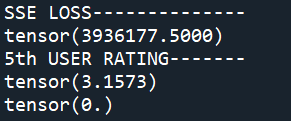 SSE LOSS--------------
tensor(3936177.5000)
5th USER RATING-------
tensor(3.1573)
tensor(0.)